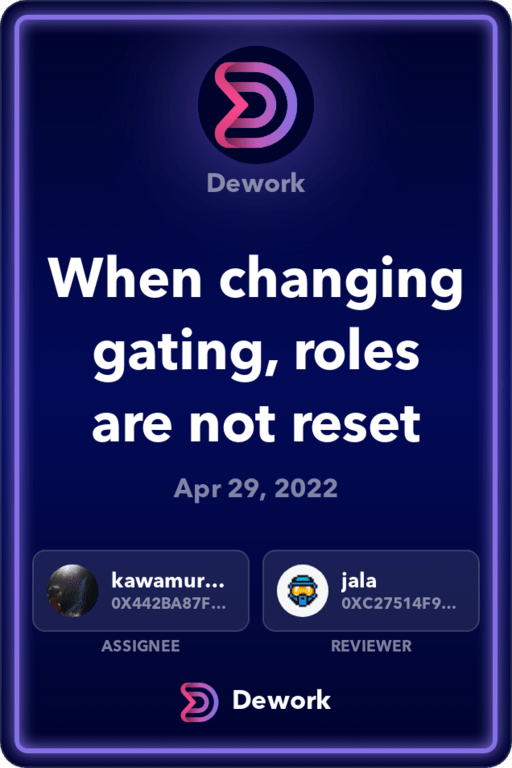 Dework
When changing
gating, roles
are not reset
Apr 29, 2022
kawamur...
0X442BA87F...
jala
0XC27514F9...
ASSIGNEE
REVIEWER
Dework